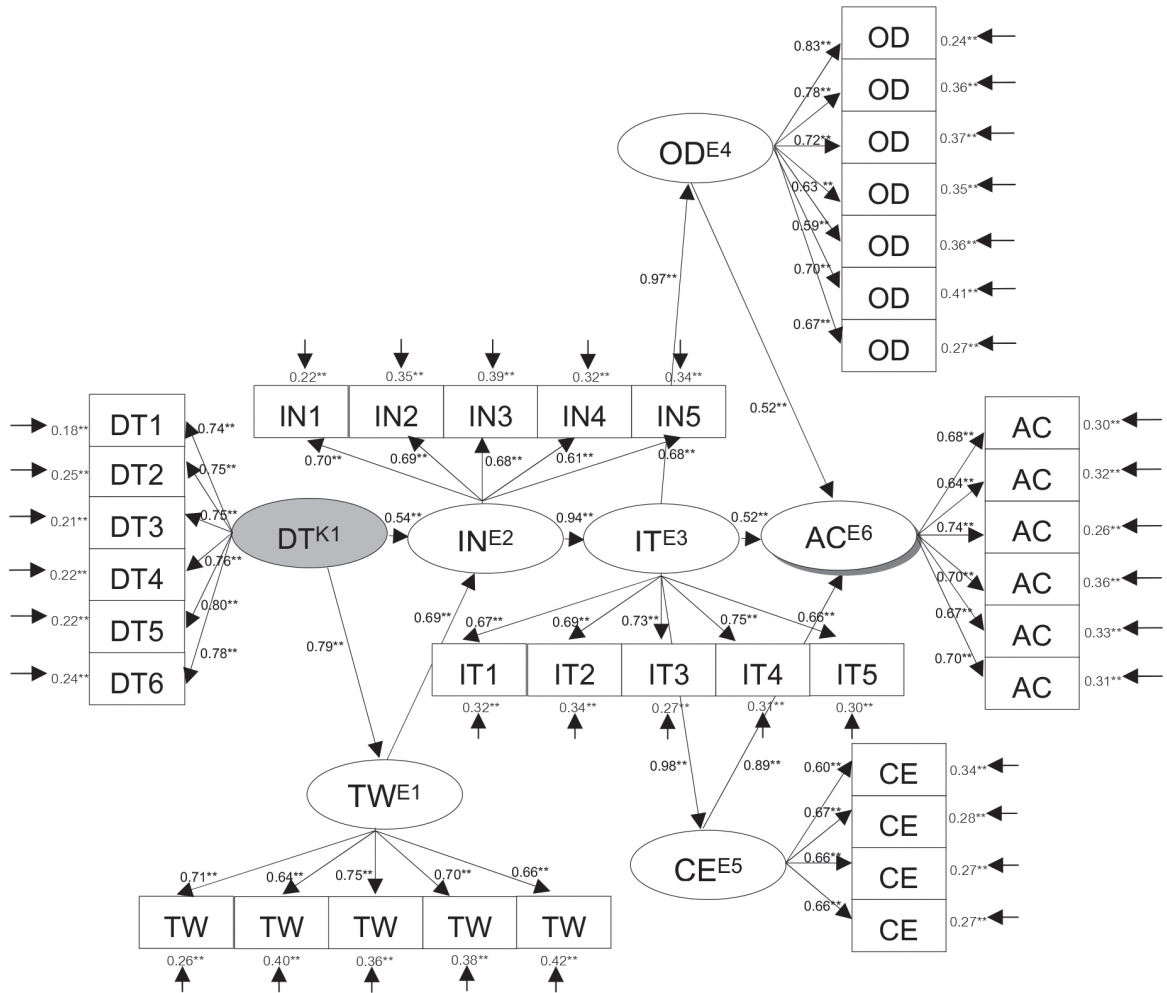 OD
OD
OD
OD
OD
OD
OD
0.83**
0.78**
0.72**
0.63 **
0.59**
0.70**
0.67**
0.24**
0.36**
0.37**
0.35**
0.36**
0.41**
0.27**
OD E4
0.97**
0.52**
0.22**
0.35**
0.39**
0.32**
0.34**
IN1 IN2 IN3 IN4 IN5
0.70**
0.69**
0.68**
0.61**
0.68**
0.18**
0.25**
0.21**
0.22**
0.22**
0.24**
DT1
DT2
DT3
DT4
DT5
DT6
0.74**
0.75**
0.75**
0.76**
0.80**
0.78**
DT K1
0.54**
IN E2
0.94**
IT E3
0.52**
AC E6
0.68**
0.64**
0.74**
0.70**
0.67**
0.70**
AC
AC
AC
AC
AC
AC
0.30**
0.32**
0.26**
0.36**
0.33**
0.31**
0.79**
0.69**
0.67**
0.69**
0.73**
0.75**
0.66**
IT1 IT2 IT3 IT4 IT5
0.32**
0.34**
0.27**
0.31**
0.30**
0.98**
0.89**
TW E1
CE E5
0.60**
0.67**
0.66**
0.66**
CE
CE
CE
CE
0.34**
0.28**
0.27**
0.27**
0.71**
0.64**
0.75**
0.70**
0.66**
TW TW TW TW TW
0.26**
0.40**
0.36**
0.38**
0.42**